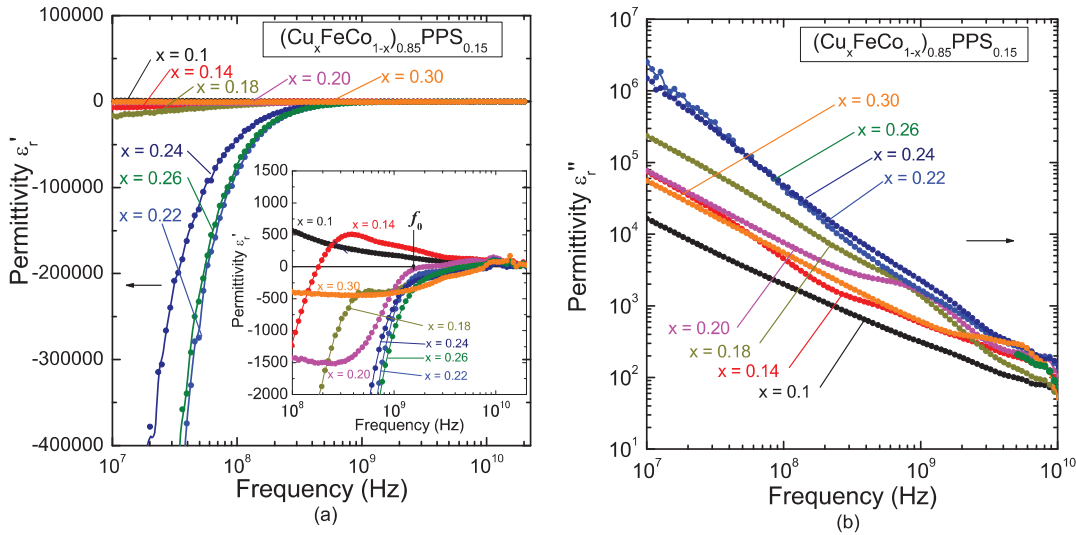 (a)
100000
0
-100000
-200000
-300000
-400000
Permittivity εr'
(CuxFeCo1-x)0.85PPS0.15
x = 0.1
x = 0.14
x = 0.18
x = 0.20
x = 0.30
x = 0.24
x = 0.26
x = 0.22
1500
1000
500
0
-500
-1000
-1500
-2000
Permittivity εr'
x = 0.1
x = 0.14
f0
x = 0.30
x = 0.18
x = 0.24
x = 0.26
x = 0.20
x = 0.22
10^8 10^9 10^10
Frequency (Hz)
10^7 10^8 10^9 10^10
Frequency (Hz)
(a)
10^7
10^6
10^5
10^4
10^3
10^2
10^1
Permittivity εr''
(CuxFeCo1-x)0.85PPS0.15
x = 0.30
x = 0.26
x = 0.24
x = 0.22
x = 0.20
x = 0.18
x = 0.14
x = 0.1
10^7 10^8 10^9 10^10
Frequency (Hz)
(b)